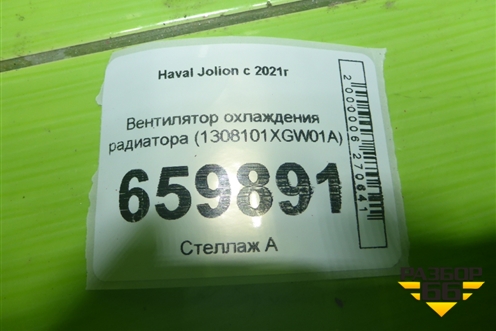 Haval Jolion с 2021г
Вентилятор охлаждения
радиатора (1308101XGW01A)
659891
Стеллаж А
2000006270641
РАЗБОР
66